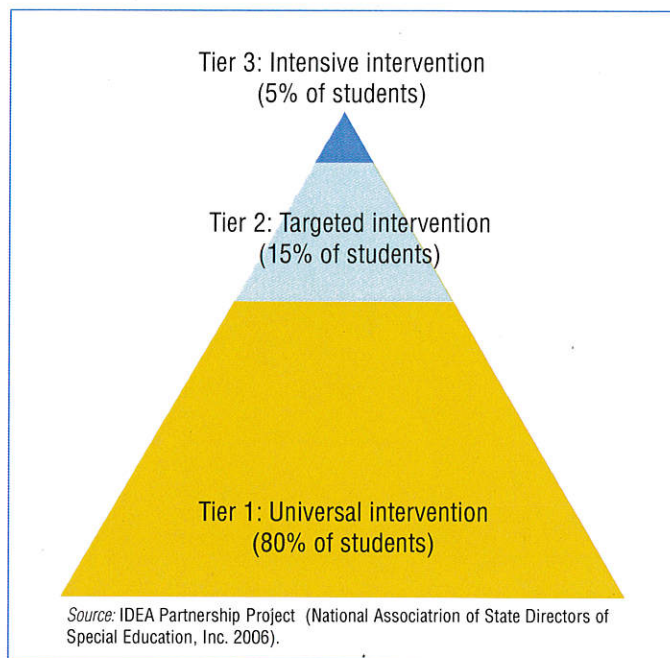 Tier 3: Intensive intervention
(5% of students)
Tier 2: Targeted intervention
(15% of students)
Tier 1: Universal intervention
(80% of students)
Source: IDEA Partnership Project (National Associatrion of State Directors of
Special Education, Inc. 2006).